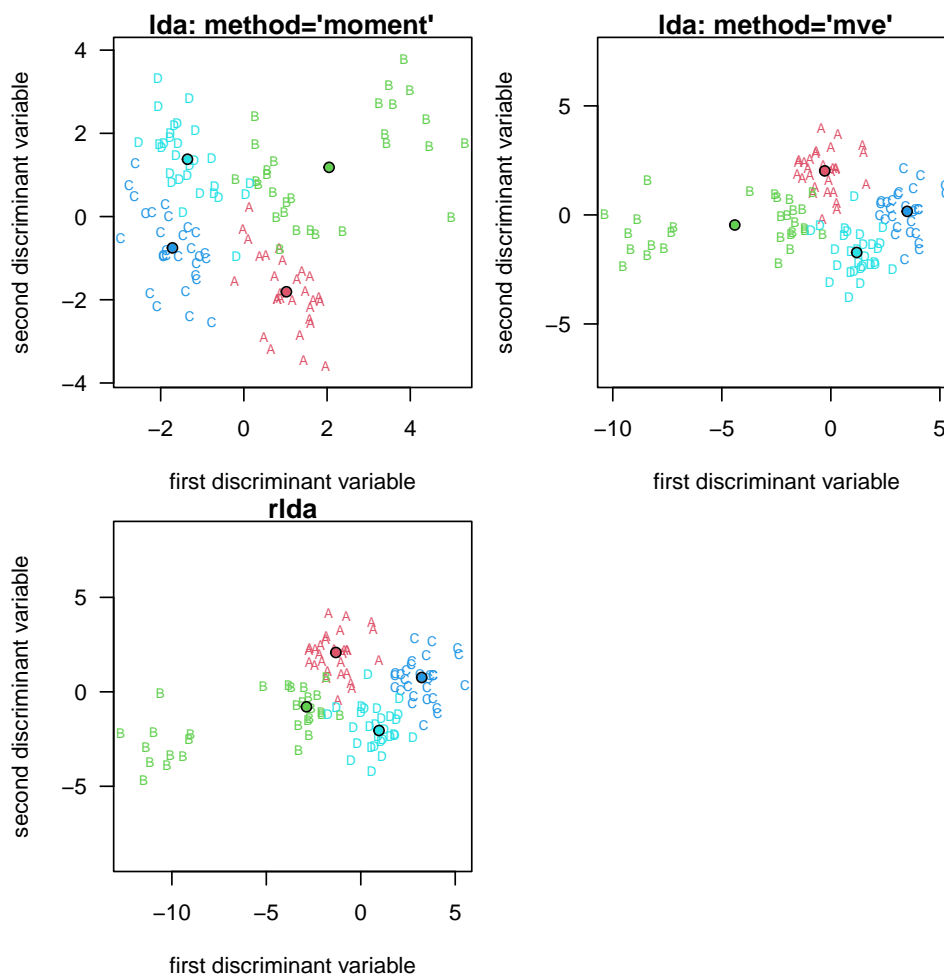 lda: method='moment'
second discriminant variable
4
2
0
−2
−4
−2 0 2 4
first discriminant variable
lda: method='mve'
second discriminant variable
5
0
−5
−10 −5 0 5
first discriminant variable
rlda
second discriminant variable
5
0
−5
−10 −5 0 5
first discriminant variable